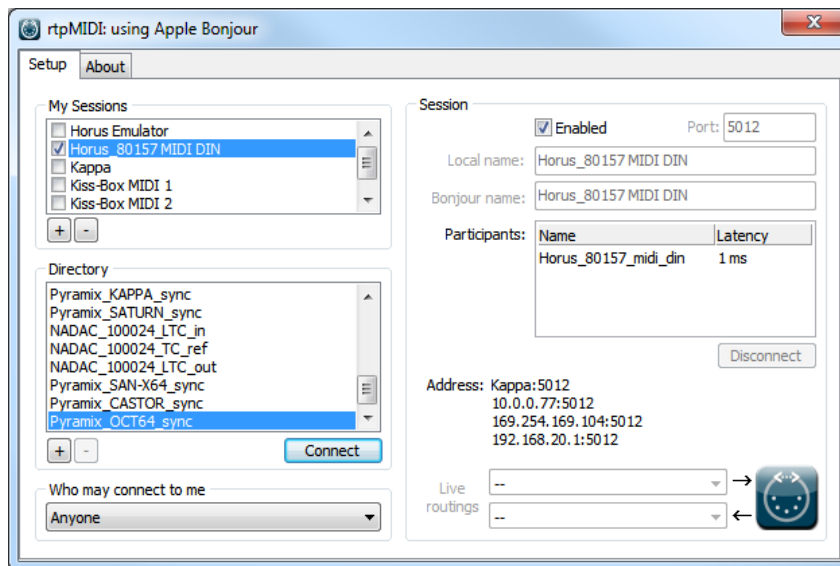 rtpMIDI: using Apple Bonjour
Setup
About
My Sessions
Horus Emulator
Horus_80157 MIDI DIN
Kappa
Kiss-Box MIDI 1
Kiss-Box MIDI 2
+ -
Directory
Pyramix_KAPPA_sync
Pyramix_SATURN_sync
NADAC_100024_LTC_in
NADAC_100024_TC_ref
NADAC_100024_LTC_out
Pyramix_SAN-X64_sync
Pyramix_CASTOR_sync
Pyramix_OCT64_sync
+ -
Connect
Who may connect to me
Anyone
Session
Enabled
Port: 5012
Local name: Horus_80157 MIDI DIN
Bonjour name: Horus_80157 MIDI DIN
Participants:
Name Latency
Horus_80157_midi_din 1 ms
Disconnect
Address: Kappa:5012
10.0.0.77:5012
169.254.169.104:5012
192.168.20.1:5012
Live
routings
--
--